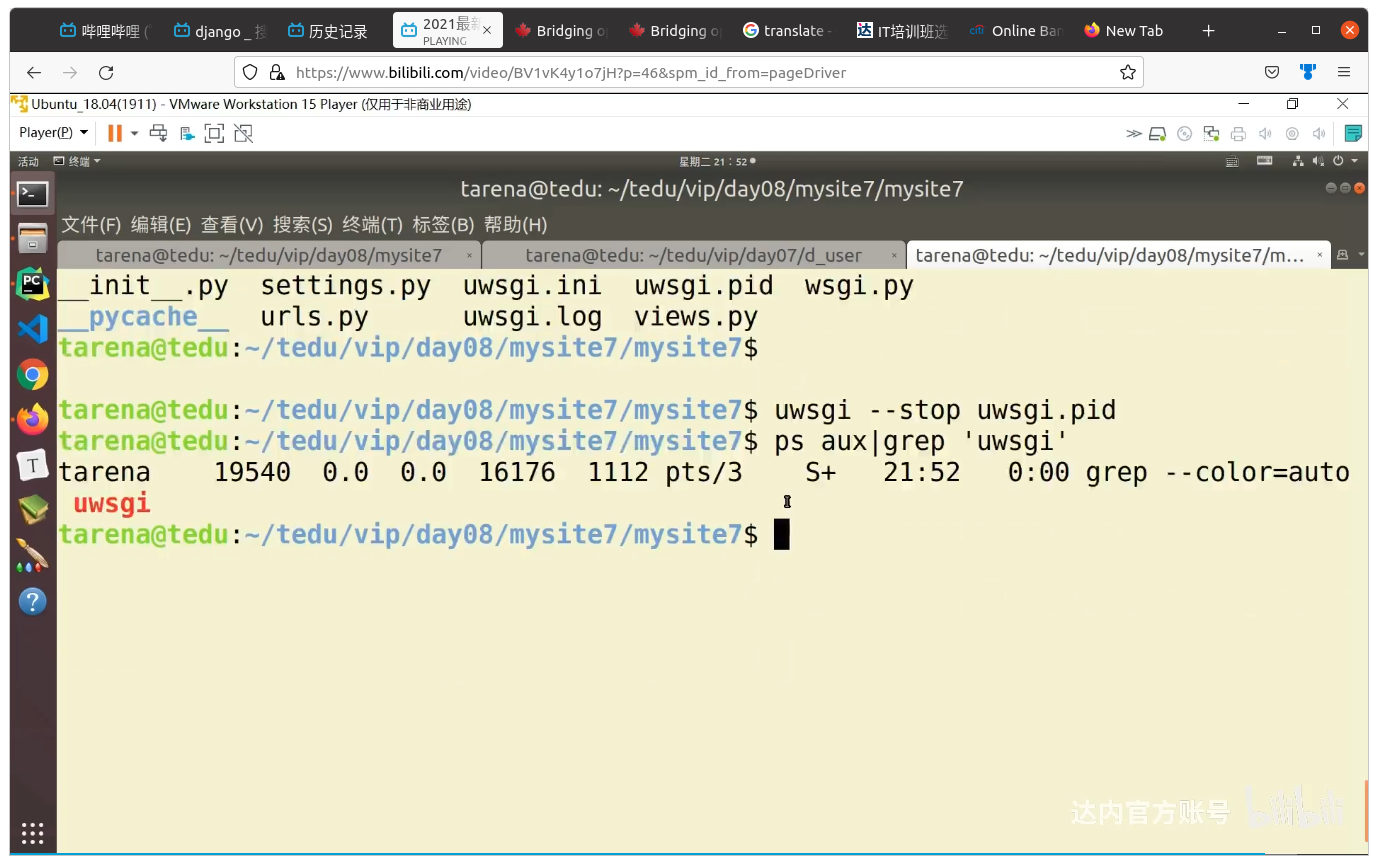 哔哩哔哩 (
django _ 搜
历史记录
2021最新
PLAYING
Bridging o
Bridging o
translate -
IT培训班选
Online Ban
New Tab
https://www.bilibili.com/video/BV1vK4y1o7jH?p=46&spm_id_from=pageDriver
Ubuntu_18.04(1911) - VMware Workstation 15 Player (仅用于非商业用途)
Player(P)
活动 终端 星期二 21:52
tarena@tedu: ~/tedu/vip/day08/mysite7/mysite7
文件(F) 编辑(E) 查看(V) 搜索(S) 终端(T) 标签(B) 帮助(H)
tarena@tedu: ~/tedu/vip/day08/mysite7
tarena@tedu: ~/tedu/vip/day07/d_user
tarena@tedu: ~/tedu/vip/day08/mysite7/m...
__init__.py settings.py uwsgi.ini uwsgi.pid wsgi.py
__pycache__ urls.py uwsgi.log views.py
tarena@tedu:~/tedu/vip/day08/mysite7/mysite7$
tarena@tedu:~/tedu/vip/day08/mysite7/mysite7$ uwsgi --stop uwsgi.pid
tarena@tedu:~/tedu/vip/day08/mysite7/mysite7$ ps aux|grep 'uwsgi'
tarena 19540 0.0 0.0 16176 1112 pts/3 S+ 21:52 0:00 grep --color=auto
uwsgi
tarena@tedu:~/tedu/vip/day08/mysite7/mysite7$
达内官方账号 bilibili